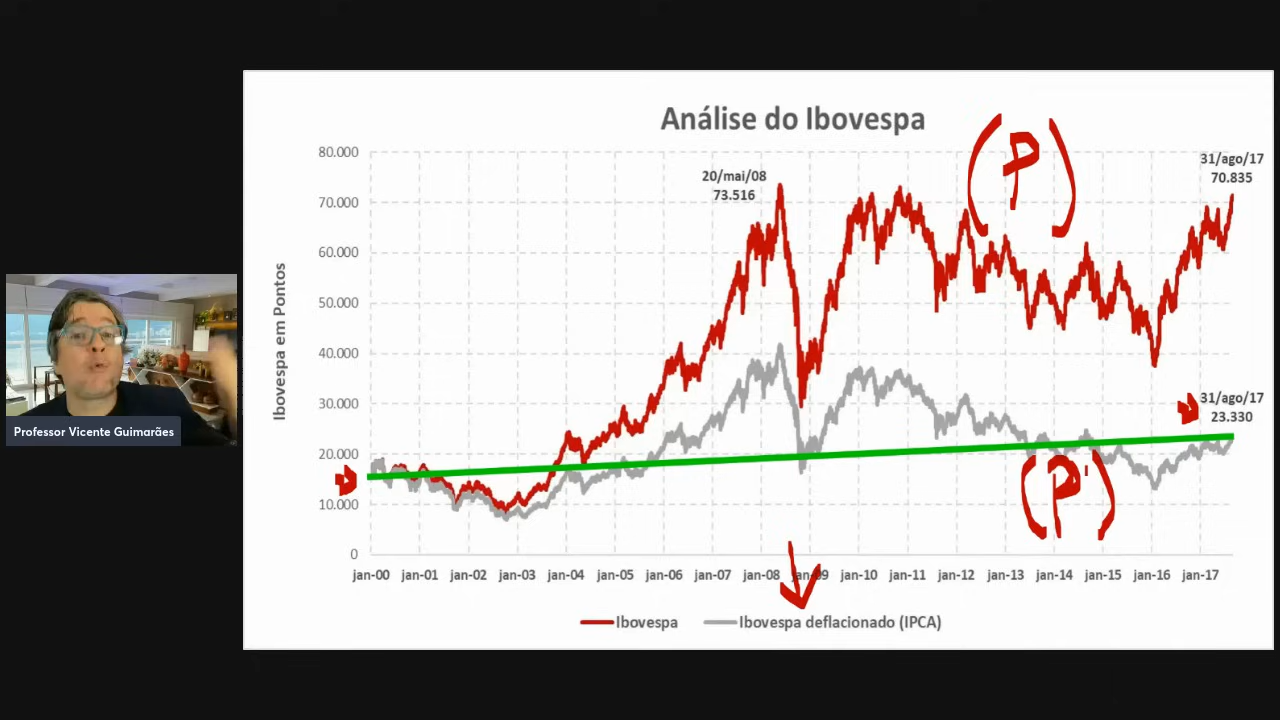 Análise do Ibovespa
80.000
70.000
60.000
50.000
40.000
30.000
20.000
10.000
0
Ibovespa em Pontos
20/mai/08
73.516
(P)
31/ago/17
70.835
31/ago/17
23.330
(P')
jan-00 jan-01 jan-02 jan-03 jan-04 jan-05 jan-06 jan-07 jan-08 jan-09 jan-10 jan-11 jan-12 jan-13 jan-14 jan-15 jan-16 jan-17
Ibovespa Ibovespa deflacionado (IPCA)
Professor Vicente Guimarães